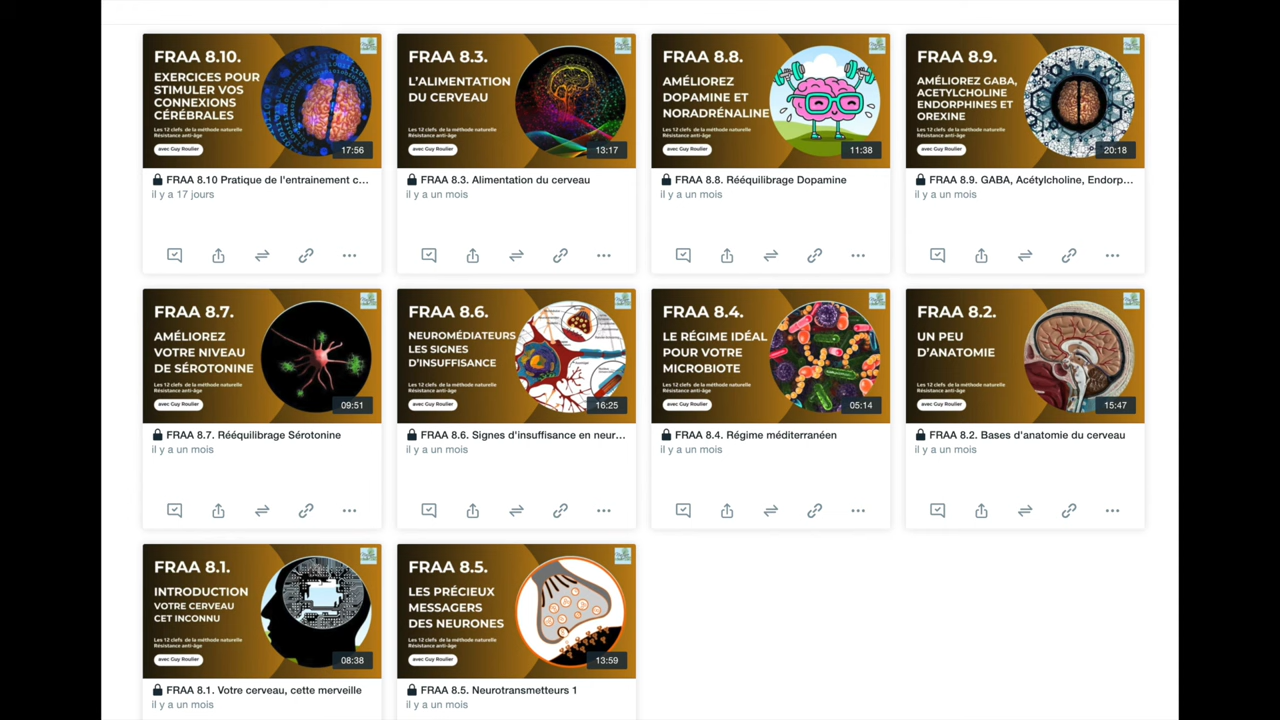 FRAA 8.10.
EXERCICES POUR
STIMULER VOS
CONNEXIONS
CÉRÉBRALES
Les 12 clefs de la méthode naturelle
Résistance anti-âge
avec Guy Roulier
17:56
FRAA 8.10 Pratique de l'entrainement c...
il y a 17 jours
FRAA 8.3.
L'ALIMENTATION
DU CERVEAU
Les 12 clefs de la méthode naturelle
Résistance anti-âge
avec Guy Roulier
13:17
FRAA 8.3. Alimentation du cerveau
il y a un mois
FRAA 8.8.
AMÉLIOREZ
DOPAMINE ET
NORADRÉNALINE
Les 12 clefs de la méthode naturelle
Résistance anti-âge
avec Guy Roulier
11:38
FRAA 8.8. Rééquilibrage Dopamine
il y a un mois
FRAA 8.9.
AMÉLIOREZ GABA,
ACETYLCHOLINE
ENDORPHINES ET
OREXINE
Les 12 clefs de la méthode naturelle
Résistance anti-âge
avec Guy Roulier
20:18
FRAA 8.9. GABA, Acétylcholine, Endorp...
il y a un mois
FRAA 8.7.
AMÉLIOREZ
VOTRE NIVEAU
DE SÉROTONINE
Les 12 clefs de la méthode naturelle
Résistance anti-âge
avec Guy Roulier
09:51
FRAA 8.7. Rééquilibrage Sérotonine
il y a un mois
FRAA 8.6.
NEUROMÉDIATEURS
LES SIGNES
D'INSUFFISANCE
Les 12 clefs de la méthode naturelle
Résistance anti-âge
avec Guy Roulier
16:25
FRAA 8.6. Signes d'insuffisance en neur...
il y a un mois
FRAA 8.4.
LE RÉGIME IDÉAL
POUR VOTRE
MICROBIOTE
Les 12 clefs de la méthode naturelle
Résistance anti-âge
avec Guy Roulier
05:14
FRAA 8.4. Régime méditerranéen
il y a un mois
FRAA 8.2.
UN PEU
D'ANATOMIE
Les 12 clefs de la méthode naturelle
Résistance anti-âge
avec Guy Roulier
15:47
FRAA 8.2. Bases d'anatomie du cerveau
il y a un mois
FRAA 8.1.
INTRODUCTION
VOTRE CERVEAU
CET INCONNU
Les 12 clefs de la méthode naturelle
Résistance anti-âge
avec Guy Roulier
08:38
FRAA 8.1. Votre cerveau, cette merveille
il y a un mois
FRAA 8.5.
LES PRÉCIEUX
MESSAGERS
DES NEURONES
Les 12 clefs de la méthode naturelle
Résistance anti-âge
avec Guy Roulier
13:59
FRAA 8.5. Neurotransmetteurs 1
il y a un mois